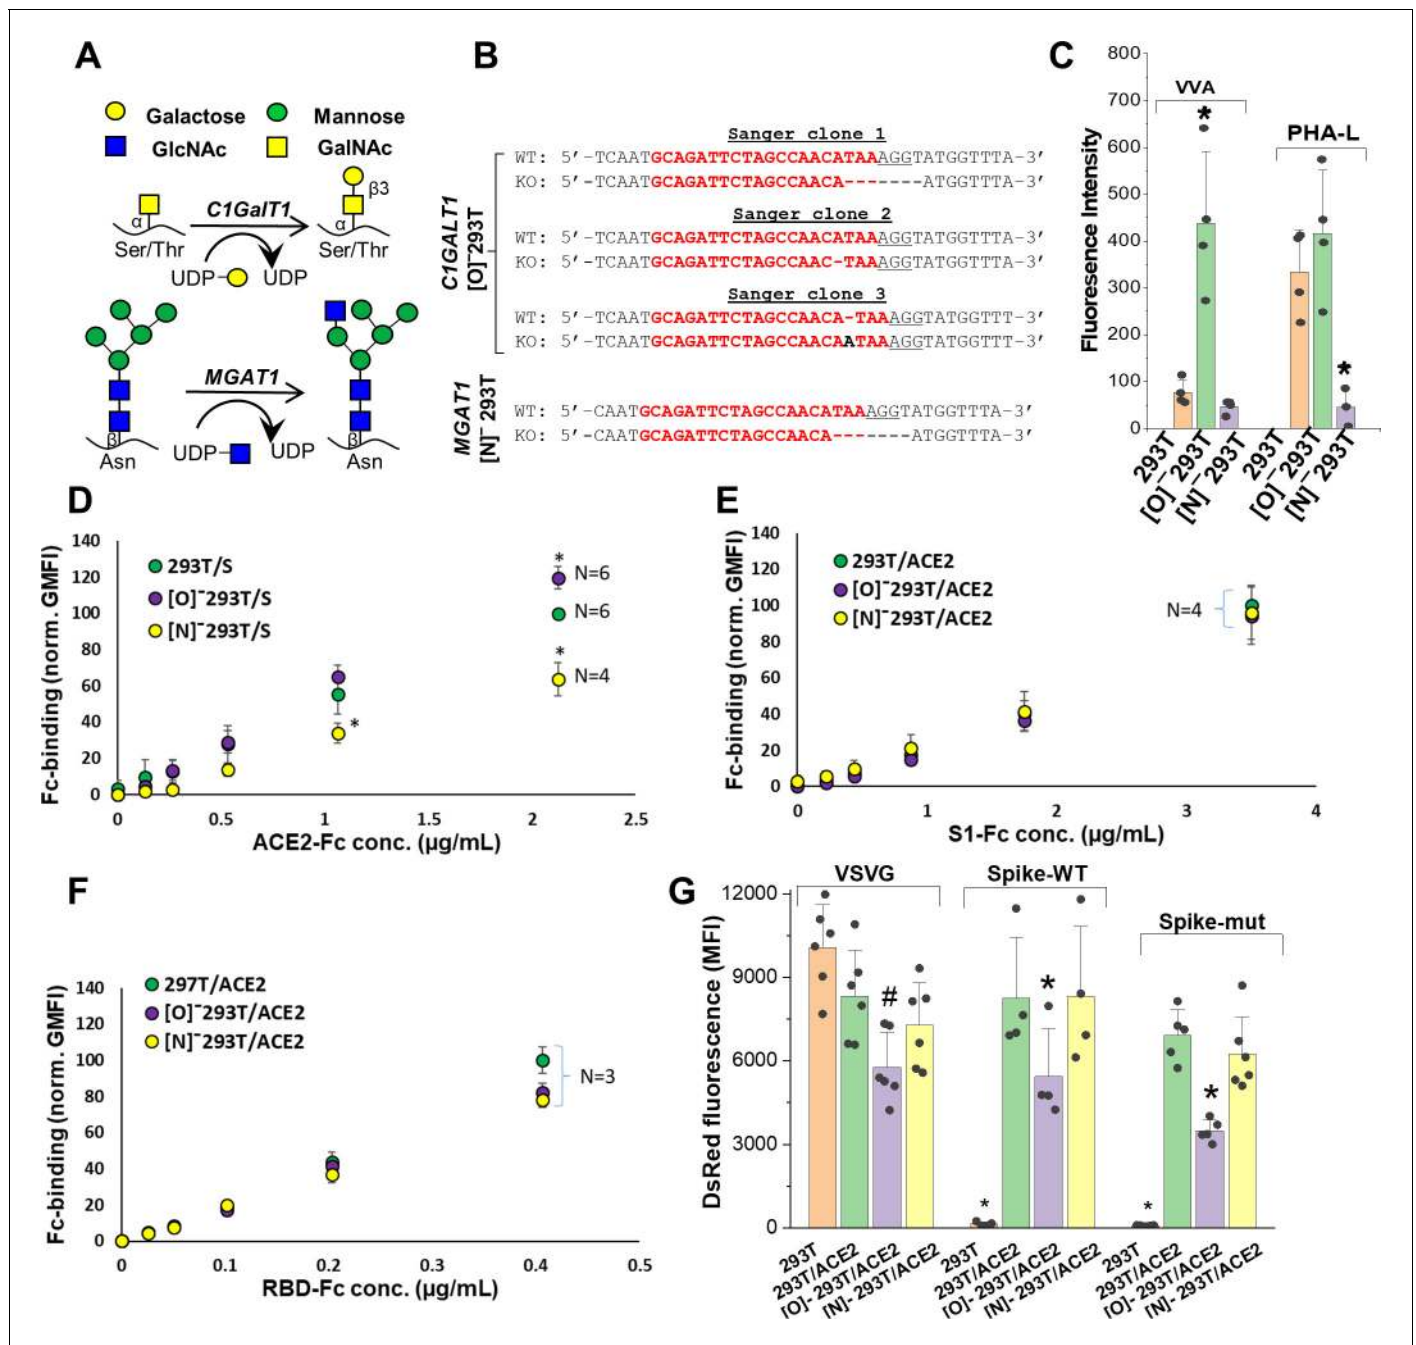 A
Galactose
Mannose
GlcNAc
GalNAc
C1GalT1
β3
α
α
Ser/Thr
Ser/Thr
UDP
UDP
MGAT1
β
β
Asn
Asn
UDP
UDP
B
C1GALT1
[O]⁻293T
Sanger clone 1
WT: 5′-TCAATGCAGATTCTAGCCAACATAAAGGTATGGTTTA-3′
KO: 5′-TCAATGCAGATTCTAGCCAACA--------ATGGTTTA-3′
Sanger clone 2
WT: 5′-TCAATGCAGATTCTAGCCAACATAAAGGTATGGTTTA-3′
KO: 5′-TCAATGCAGATTCTAGCCAAC-TAAAGGTATGGTTTA-3′
Sanger clone 3
WT: 5′-TCAATGCAGATTCTAGCCAACA-TAAAGGTATGGTTT-3′
KO: 5′-TCAATGCAGATTCTAGCCAACAATAAAGGTATGGTTT-3′
MGAT1
[N]⁻293T
WT: 5′-CAATGCAGATTCTAGCCAACATAAAGGTATGGTTTA-3′
KO: 5′-CAATGCAGATTCTAGCCAACA-------ATGGTTTA-3′
C
Fluoresence Intensity
800
700
600
500
400
300
200
100
0
VVA
*
PHA-L
*
293T
[O]⁻293T
[N]⁻293T
293T
[O]⁻293T
[N]⁻293T
D
Fc-binding (norm. GMFI)
140
120
100
80
60
40
20
0
293T/S
[O]⁻293T/S
[N]⁻293T/S
*
N=6
N=6
*
N=4
*
0
0.5
1
1.5
2
2.5
ACE2-Fc conc. (µg/mL)
E
Fc-binding (norm. GMFI)
140
120
100
80
60
40
20
0
293T/ACE2
[O]⁻293T/ACE2
[N]⁻293T/ACE2
N=4
0
1
2
3
4
S1-Fc conc. (µg/mL)
F
Fc-binding (norm. GMFI)
140
120
100
80
60
40
20
0
297T/ACE2
[O]⁻293T/ACE2
[N]⁻293T/ACE2
N=3
0
0.1
0.2
0.3
0.4
0.5
RBD-Fc conc. (µg/mL)
G
DsRed fluorescence (MFI)
12000
9000
6000
3000
0
VSVG
Spike-WT
Spike-mut
#
*
*
*
*
293T
293T/ACE2
[O]- 293T/ACE2
[N]- 293T/ACE2
293T
293T/ACE2
[O]- 293T/ACE2
[N]- 293T/ACE2
293T
293T/ACE2
[O]- 293T/ACE2
[N]- 293T/ACE2